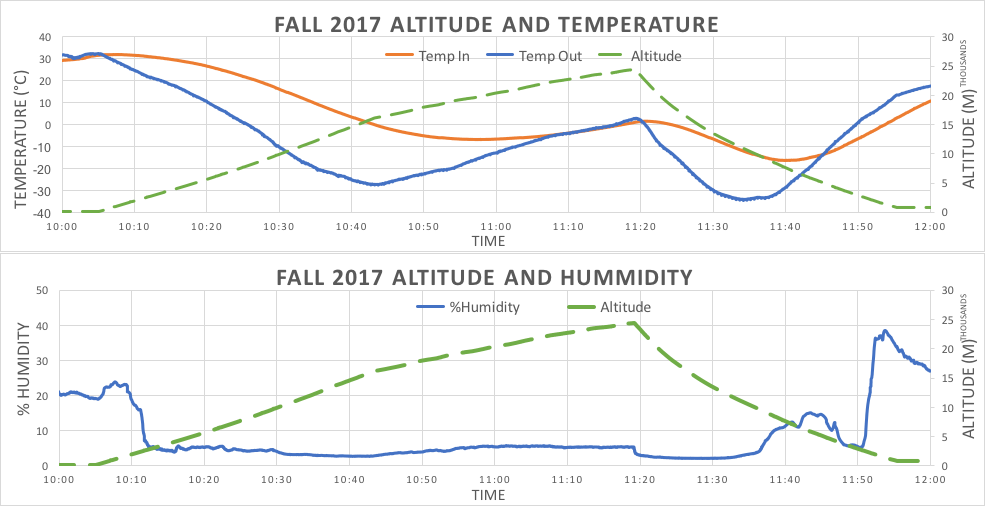 FALL 2017 ALTITUDE AND TEMPERATURE
Temp In Temp Out Altitude
TEMPERATURE (°C)
40
30
20
10
0
-10
-20
-30
-40
30
25
20
15
10
5
0
ALTITUDE (M) THOUSANDS
10:00 10:10 10:20 10:30 10:40 10:50 11:00 11:10 11:20 11:30 11:40 11:50 12:00
TIME
FALL 2017 ALTITUDE AND HUMMIDITY
%Humidity Altitude
% HUMIDITY
50
40
30
20
10
0
30
25
20
15
10
5
0
ALTITUDE (M) THOUSANDS
10:00 10:10 10:20 10:30 10:40 10:50 11:00 11:10 11:20 11:30 11:40 11:50 12:00
TIME